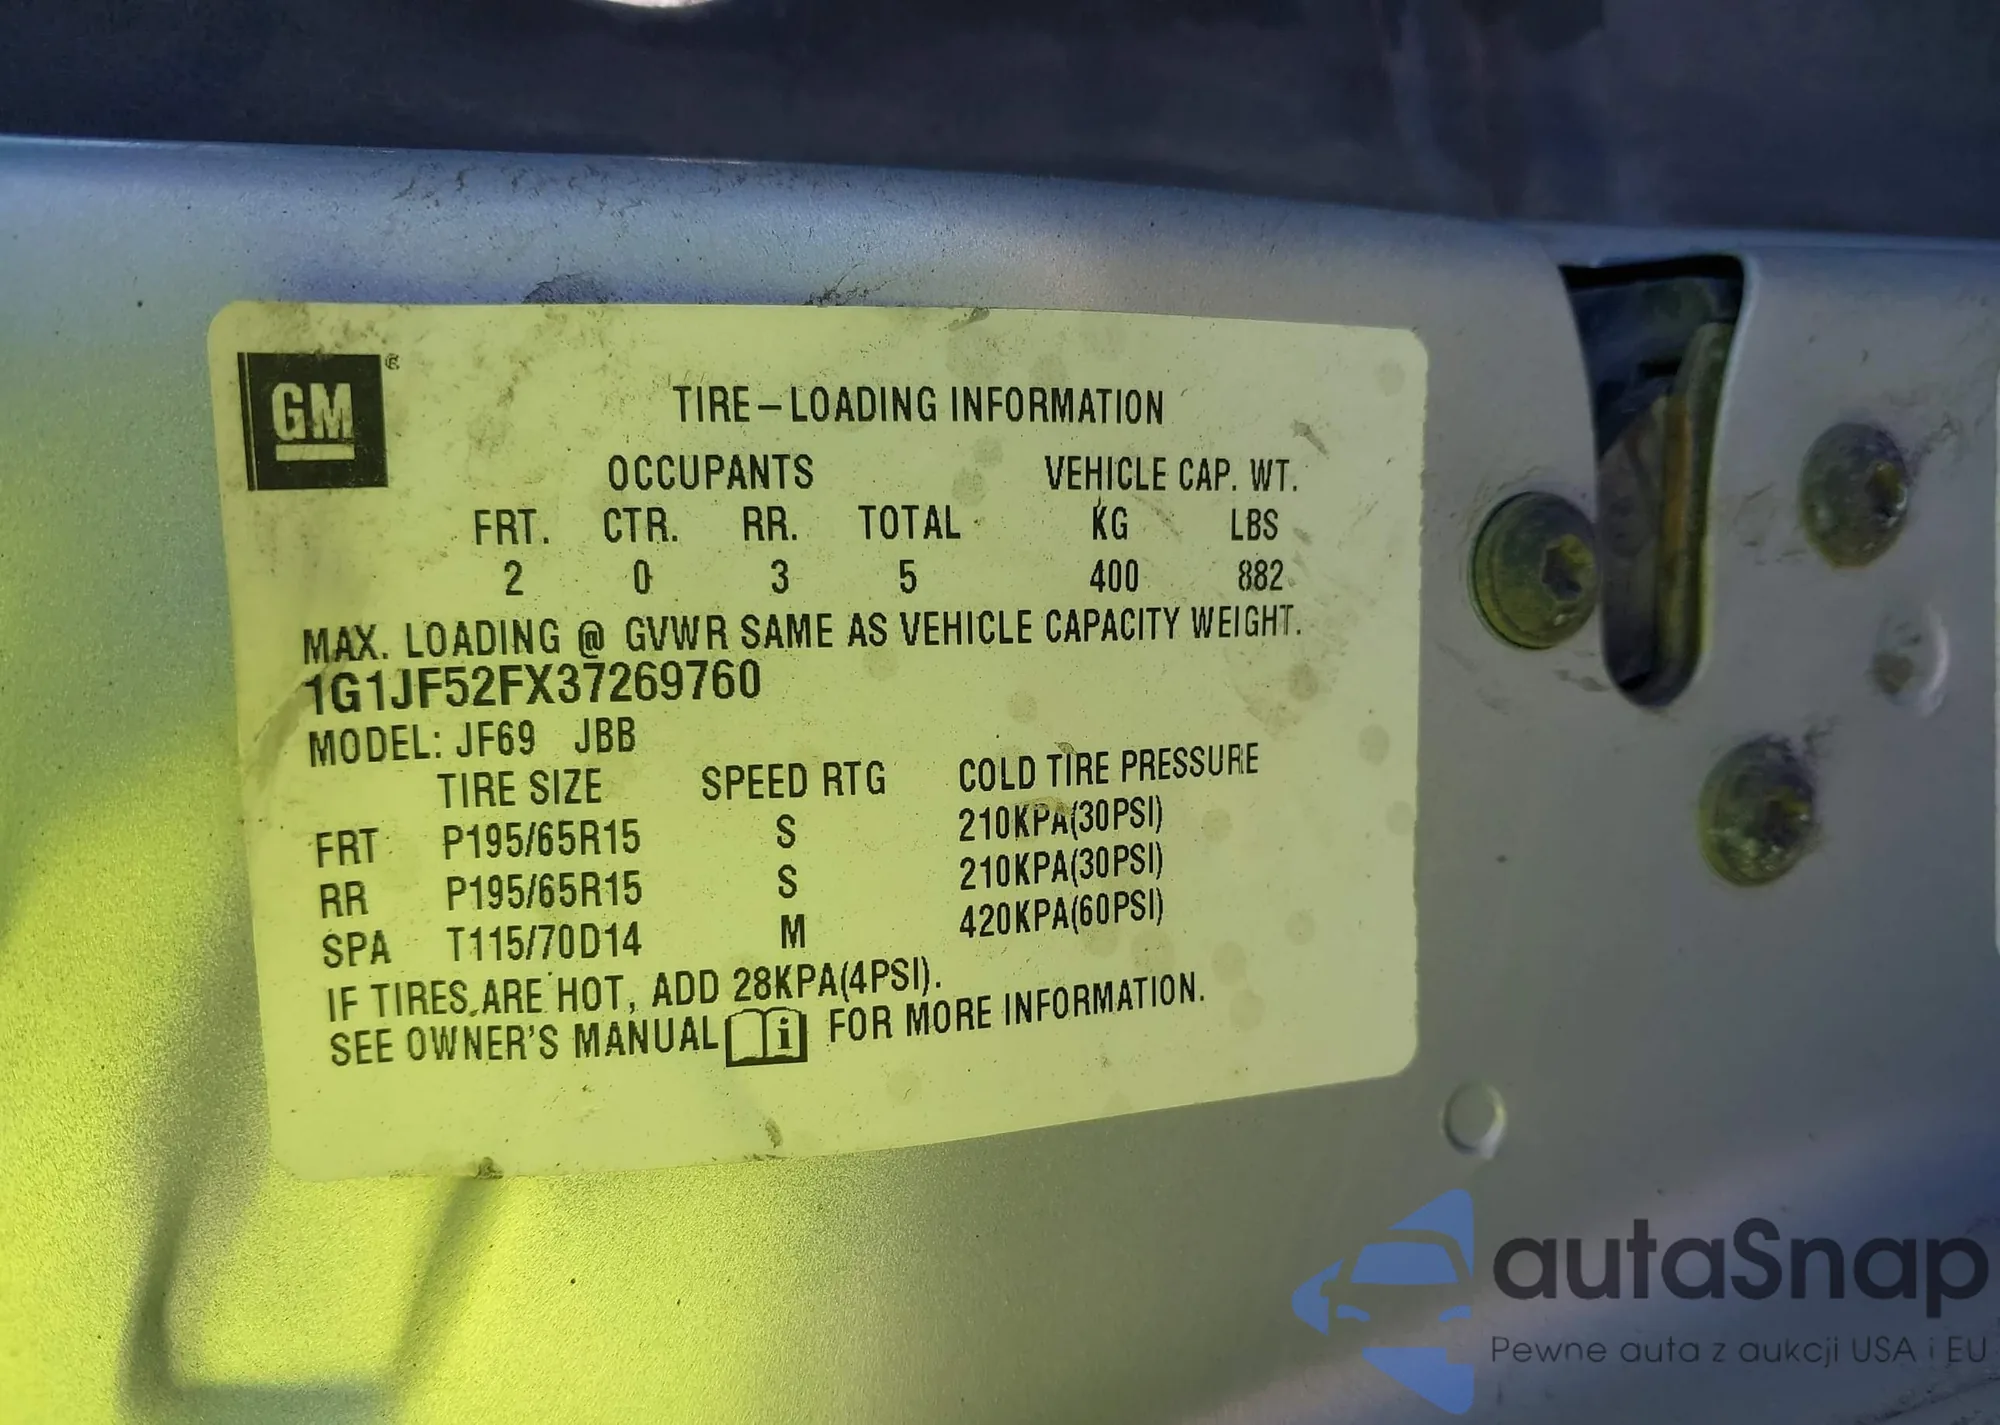 GM ®
TIRE-LOADING INFORMATION
OCCUPANTS VEHICLE CAP. WT.
FRT. CTR. RR. TOTAL KG LBS
2 0 3 5 400 882
MAX. LOADING @ GVWR SAME AS VEHICLE CAPACITY WEIGHT.
1G1JF52FX37269760
MODEL: JF69 JBB
TIRE SIZE SPEED RTG COLD TIRE PRESSURE
FRT P195/65R15 S 210KPA(30PSI)
RR P195/65R15 S 210KPA(30PSI)
SPA T115/70D14 M 420KPA(60PSI)
IF TIRES ARE HOT, ADD 28KPA(4PSI).
SEE OWNER'S MANUAL i FOR MORE INFORMATION.
autaSnap
Pewne auta z aukcji USA i EU